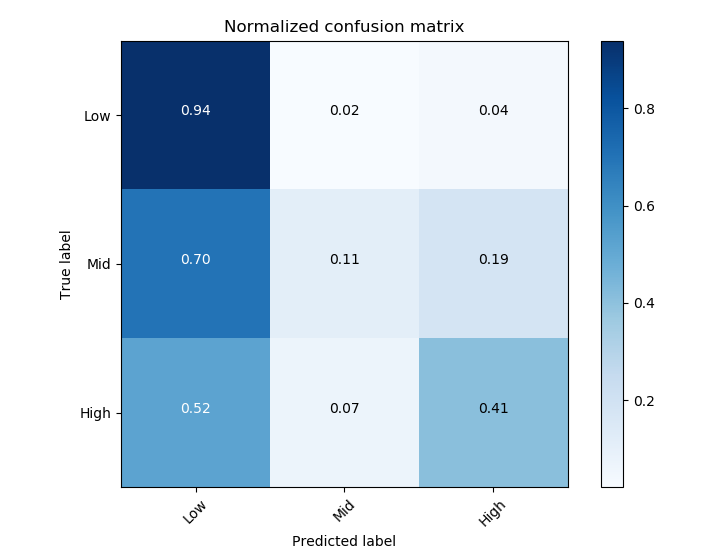 Normalized confusion matrix
True label
Low
0.94
0.02
0.04
Mid
0.70
0.11
0.19
High
0.52
0.07
0.41
Low
Mid
High
Predicted label
0.8
0.6
0.4
0.2